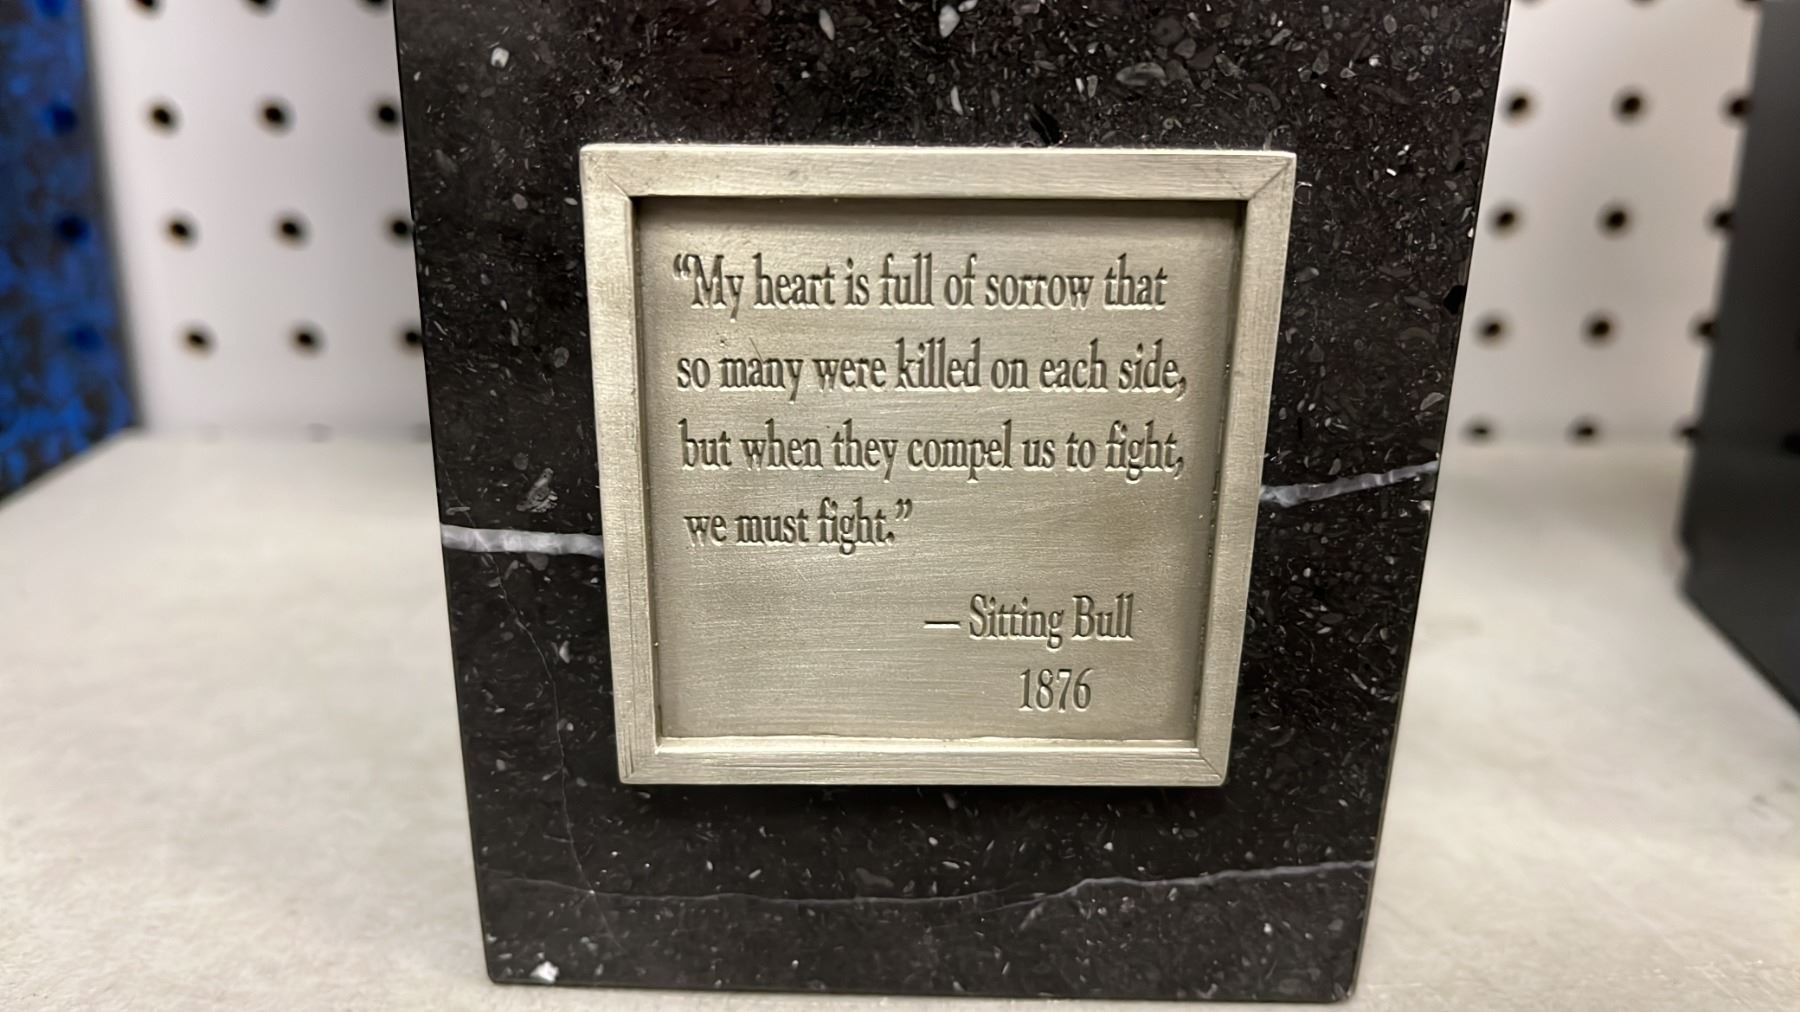 “My heart is full of sorrow that
so many were killed on each side,
but when they compel us to fight,
we must fight.”
— Sitting Bull
1876